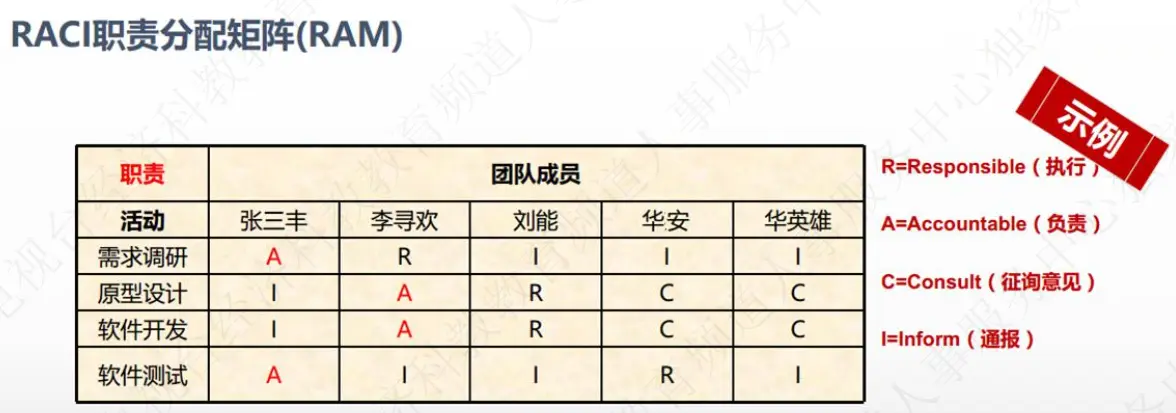 RACI职责分配矩阵(RAM)
示例
职责 团队成员
活动 张三丰 李寻欢 刘能 华安 华英雄
需求调研 A R I I I
原型设计 I A R C C
软件开发 I A R C C
软件测试 A I I R I
R=Responsible（执行）
A=Accountable（负责）
C=Consult（征询意见）
I=Inform（通报）